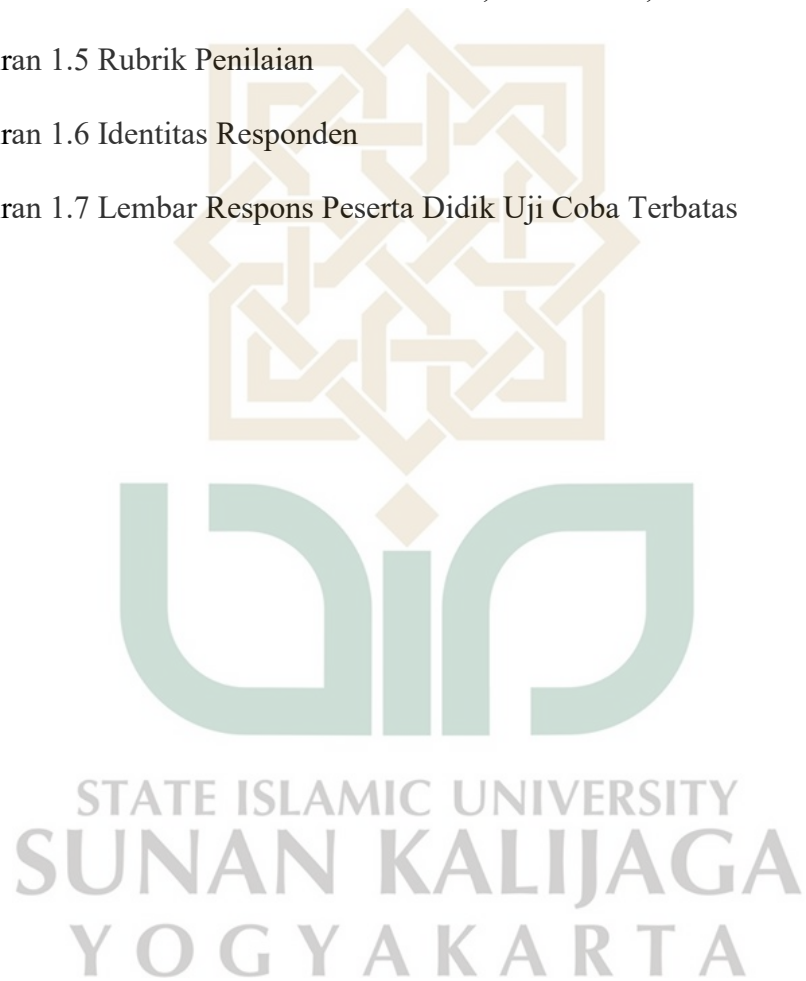 ran 1.5 Rubrik Penilaian
ran 1.6 Identitas Responden
ran 1.7 Lembar Respons Peserta Didik Uji Coba Terbatas
STATE ISLAMIC UNIVERSITY
SUNAN KALIJAGA
YOGYAKARTA